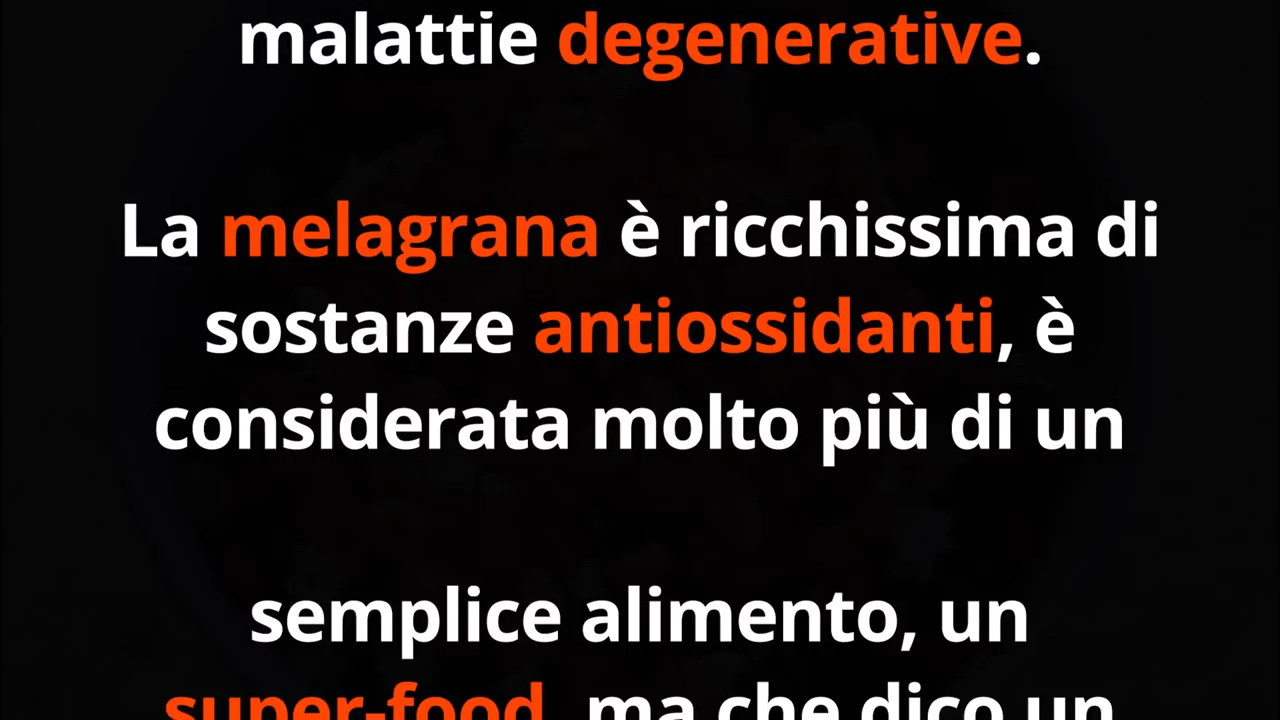 malattie degenerative.
La melagrana è ricchissima di
sostanze antiossidanti, è
considerata molto più di un
semplice alimento, un
super-food, ma che dico un